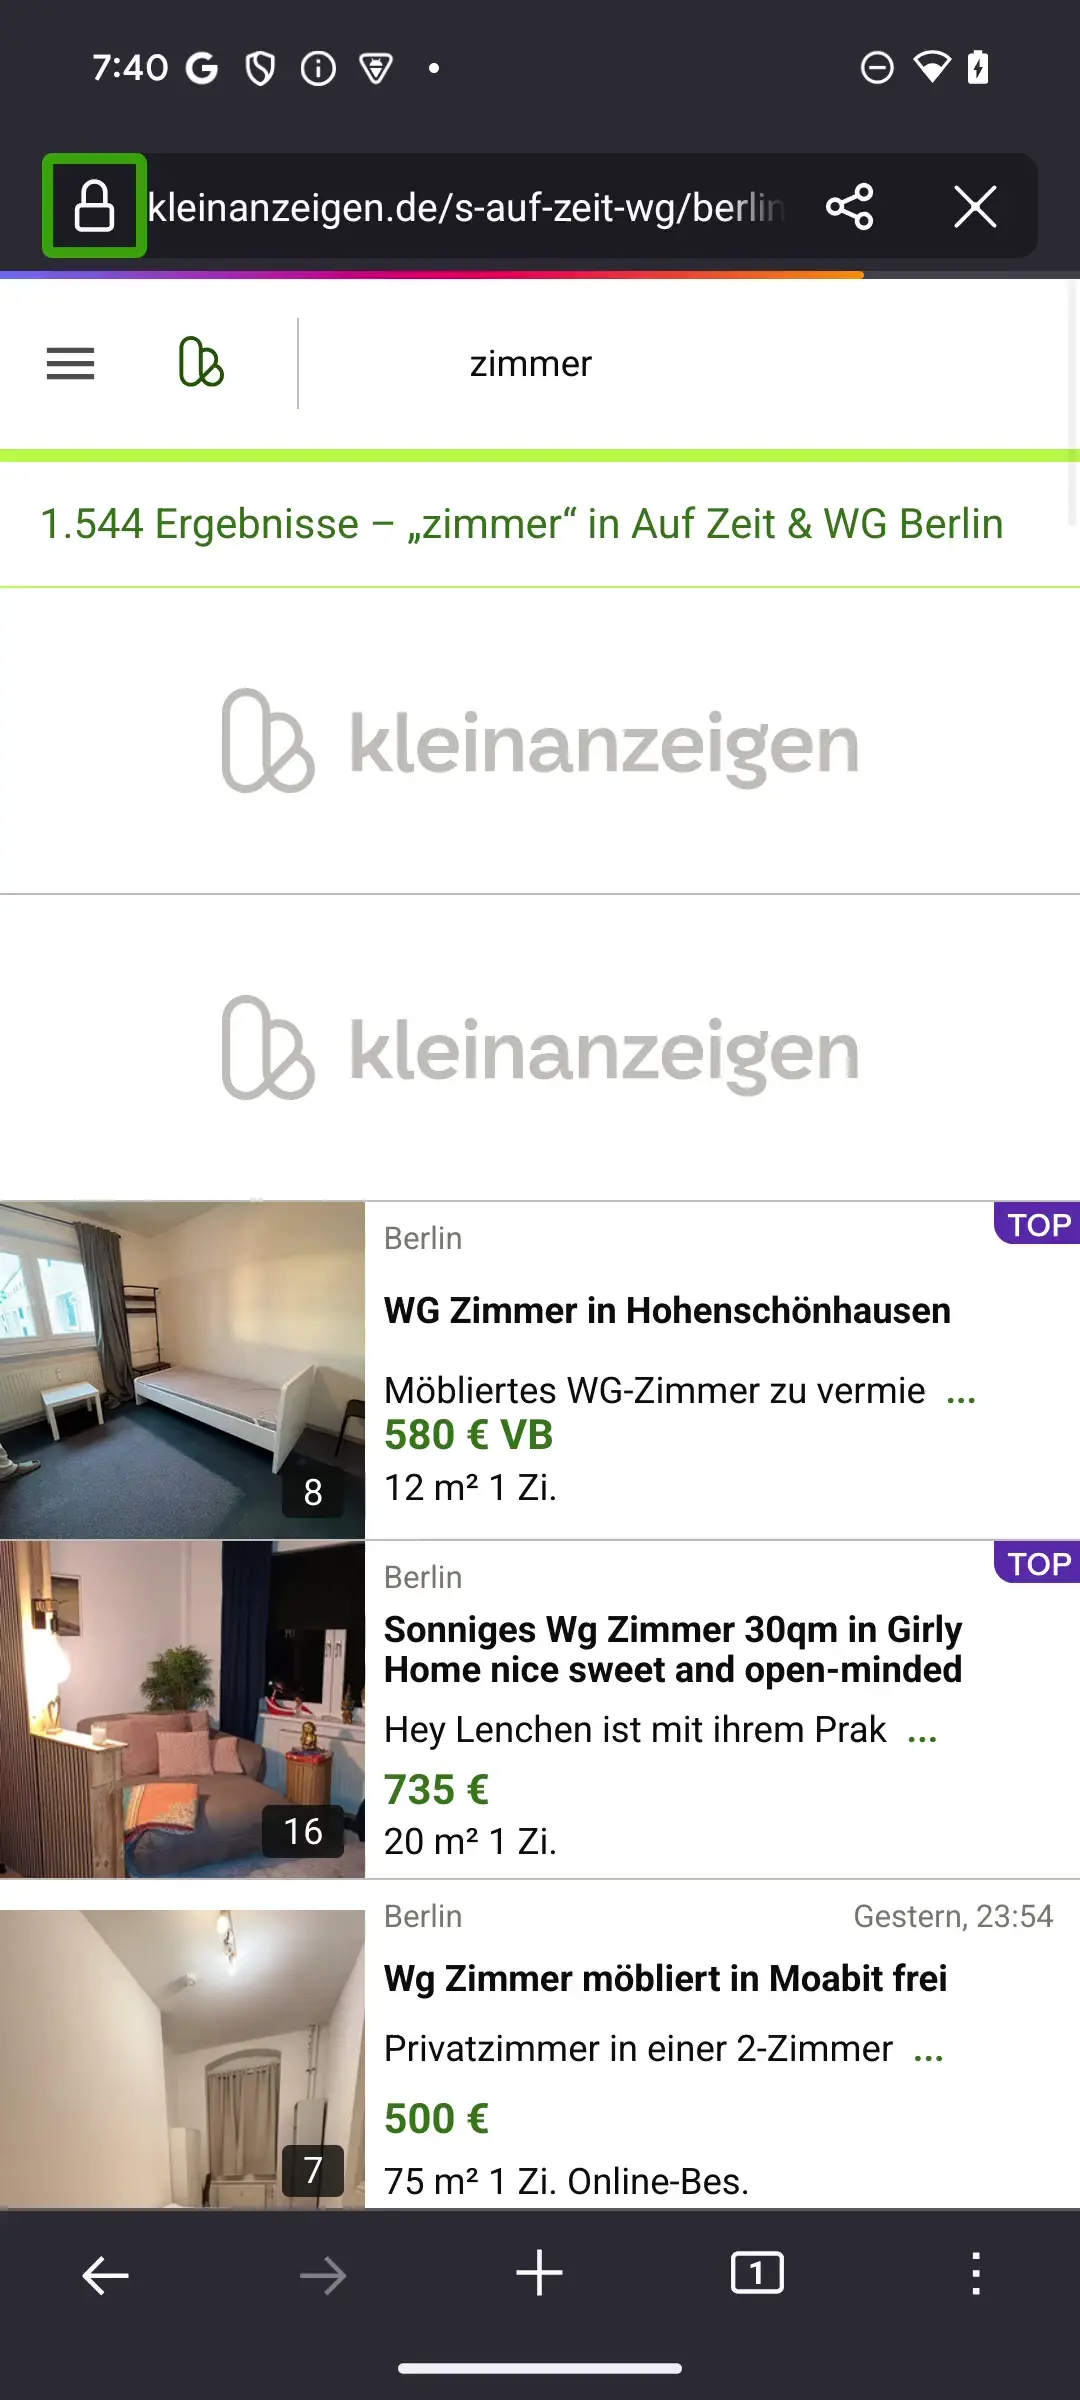 7:40
kleinanzeigen.de/s-auf-zeit-wg/berlin
zimmer
1.544 Ergebnisse – „zimmer“ in Auf Zeit & WG Berlin
kleinanzeigen
kleinanzeigen
Berlin
TOP
WG Zimmer in Hohenschönhausen
Möbliertes WG-Zimmer zu vermie ...
580 € VB
12 m² 1 Zi.
8
Berlin
TOP
Sonniges Wg Zimmer 30qm in Girly
Home nice sweet and open-minded
Hey Lenchen ist mit ihrem Prak ...
735 €
20 m² 1 Zi.
16
Berlin
Gestern, 23:54
Wg Zimmer möbliert in Moabit frei
Privatzimmer in einer 2-Zimmer ...
500 €
75 m² 1 Zi. Online-Bes.
7
1